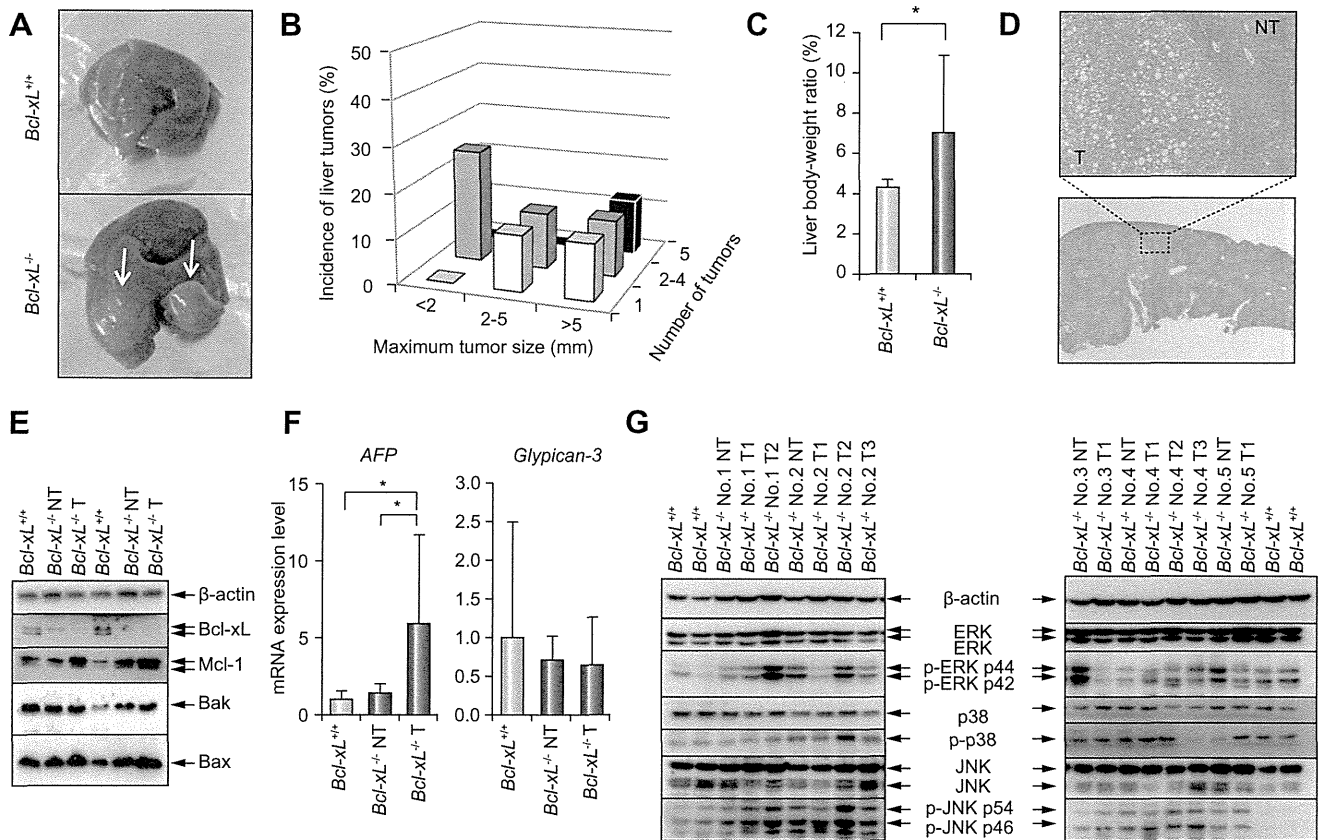 A
Bcl-xL+/+
Bcl-xL-/-
B
Incidence of liver tumors (%)
50
40
30
20
10
0
<2
2-5
>5
Maximum tumor size (mm)
1
2-4
5
Number of tumors
C
*
Liver body-weight ratio (%)
12
10
8
6
4
2
0
Bcl-xL+/+
Bcl-xL-/-
D
NT
T
E
Bcl-xL+/+
Bcl-xL-/- NT
Bcl-xL-/- T
Bcl-xL+/+
Bcl-xL-/- NT
Bcl-xL-/- T
β-actin
Bcl-xL
Mcl-1
Bak
Bax
F
AFP
mRNA expression level
15
10
5
0
*
*
Bcl-xL+/+
Bcl-xL-/- NT
Bcl-xL-/- T
Glypican-3
3.0
2.5
2.0
1.5
1.0
0.5
0.0
Bcl-xL+/+
Bcl-xL-/- NT
Bcl-xL-/- T
G
Bcl-xL+/+
Bcl-xL+/+
Bcl-xL-/- No.1 NT
Bcl-xL-/- No.1 T1
Bcl-xL-/- No.1 T2
Bcl-xL-/- No.2 NT
Bcl-xL-/- No.2 T1
Bcl-xL-/- No.2 T2
Bcl-xL-/- No.2 T3
Bcl-xL-/- No.3 NT
Bcl-xL-/- No.3 T1
Bcl-xL-/- No.4 NT
Bcl-xL-/- No.4 T1
Bcl-xL-/- No.4 T2
Bcl-xL-/- No.4 T3
Bcl-xL-/- No.5 NT
Bcl-xL-/- No.5 T1
Bcl-xL+/+
Bcl-xL+/+
β-actin
ERK
ERK
p-ERK p44
p-ERK p42
p38
p-p38
JNK
JNK
p-JNK p54
p-JNK p46